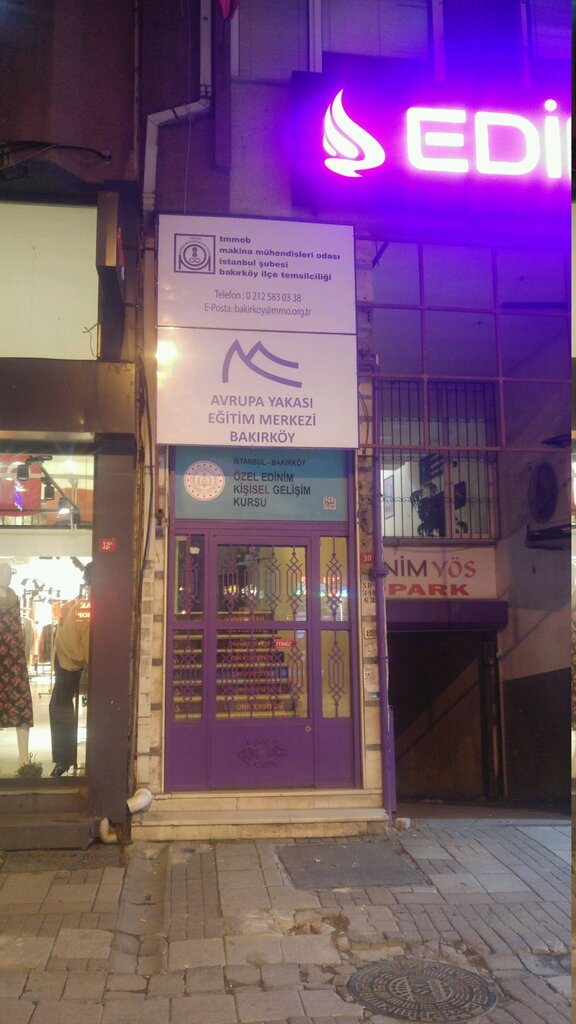 EDİ
tmmob
makina mühendisleri odası
istanbul şubesi
bakırköy ilçe temsilciliği
Telefon : 0 212 583 03 38
E-Posta: bakirkoy@mmo.org.tr
AVRUPA YAKASI
EĞİTİM MERKEZİ
BAKIRKÖY
İSTANBUL - BAKIRKÖY
ÖZEL EDİNİM
KİŞİSEL GELİŞİM
KURSU
NİM YÖS
PARK
12A
10